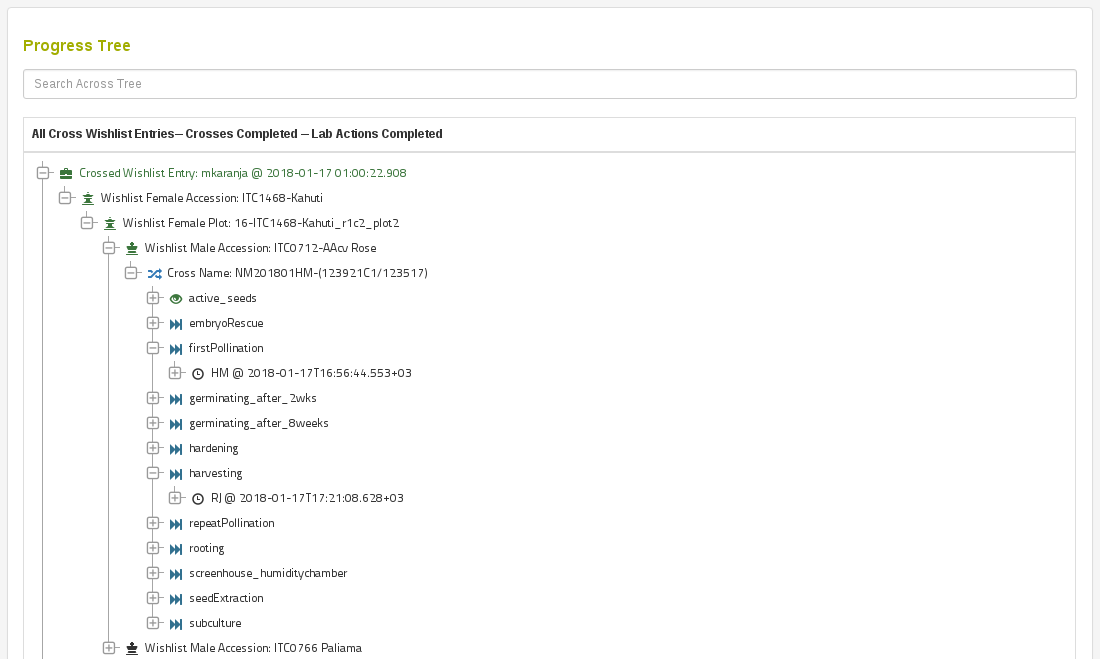 Progress Tree
Search Across Tree
All Cross Wishlist Entries-- Crosses Completed -- Lab Actions Completed
Crossed Wishlist Entry: mkaranja @ 2018-01-17 01:00:22.908
Wishlist Female Accession: ITC1468-Kahuti
Wishlist Female Plot: 16-ITC1468-Kahuti_r1c2_plot2
Wishlist Male Accession: ITC0712-AAcv Rose
Cross Name: NM201801HM-(123921C1/123517)
active_seeds
embryoRescue
firstPollination
HM @ 2018-01-17T16:56:44.553+03
germinating_after_2wks
germinating_after_8weeks
hardening
harvesting
RJ @ 2018-01-17T17:21:08.628+03
repeatPollination
rooting
screenhouse_humiditychamber
seedExtraction
subculture
Wishlist Male Accession: ITC0766 Paliama